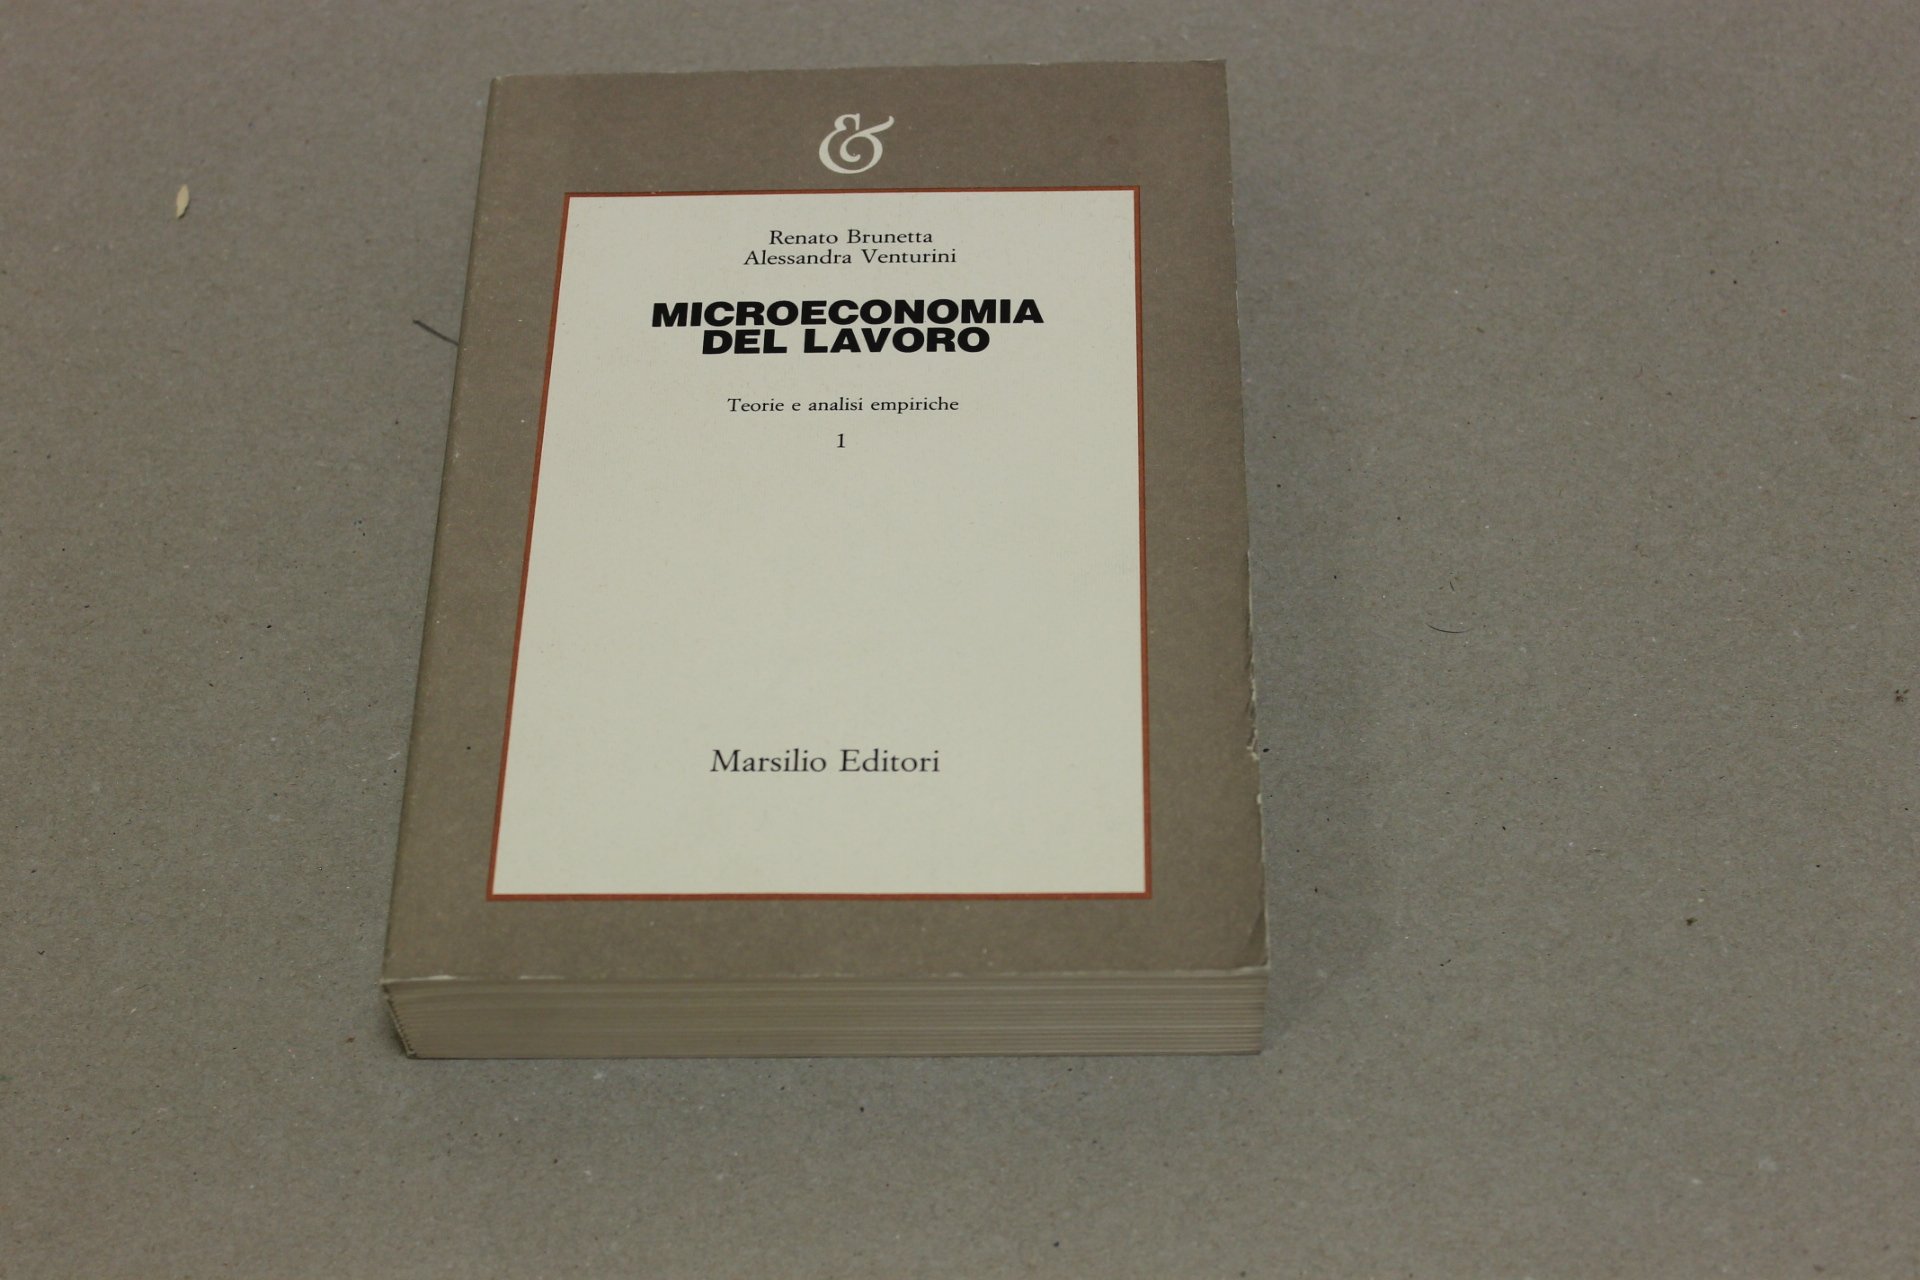 &
Renato Brunetta
Alessandra Venturini
MICROECONOMIA
DEL LAVORO
Teorie e analisi empiriche
1
Marsilio Editori